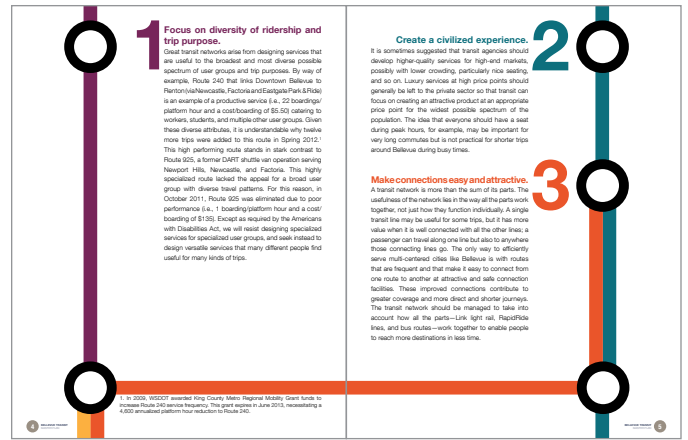 1
Focus on diversity of ridership and
trip purpose.
Great transit networks arise from designing services that
are useful to the broadest and most diverse possible
spectrum of user groups and trip purposes. By way of
example, Route 240 that links Downtown Bellevue to
Renton (via Newcastle, Factoria and Eastgate Park & Ride)
is an example of a productive service (i.e., 22 boardings/
platform hour and a cost/boarding of $5.50) catering to
workers, students, and multiple other user groups. Given
these diverse attributes, it is understandable why twelve
more trips were added to this route in Spring 2012.¹
This high performing route stands in stark contrast to
Route 925, a former DART shuttle van operation serving
Newport Hills, Newcastle, and Factoria. This highly
specialized route lacked the appeal for a broad user
group with diverse travel patterns. For this reason, in
October 2011, Route 925 was eliminated due to poor
performance (i.e., 1 boarding/platform hour and a cost/
boarding of $135). Except as required by the Americans
with Disabilities Act, we will resist designing specialized
services for specialized user groups, and seek instead to
design versatile services that many different people find
useful for many kinds of trips.
1. In 2009, WSDOT awarded King County Metro Regional Mobility Grant funds to
increase Route 240 service frequency. This grant expires in June 2013, necessitating a
4,600 annualized platform hour reduction to Route 240.
4
BELLEVUE TRANSIT
2
Create a civilized experience.
It is sometimes suggested that transit agencies should
develop higher-quality services for high-end markets,
possibly with lower crowding, particularly nice seating,
and so on. Luxury services at high price points should
generally be left to the private sector so that transit can
focus on creating an attractive product at an appropriate
price point for the widest possible spectrum of the
population. The idea that everyone should have a seat
during peak hours, for example, may be important for
very long commutes but is not practical for shorter trips
around Bellevue during busy times.
3
Make connections easy and attractive.
A transit network is more than the sum of its parts. The
usefulness of the network lies in the way all the parts work
together, not just how they function individually. A single
transit line may be useful for some trips, but it has more
value when it is well connected with all the other lines; a
passenger can travel along one line but also to anywhere
those connecting lines go. The only way to efficiently
serve multi-centered cities like Bellevue is with routes
that are frequent and that make it easy to connect from
one route to another at attractive and safe connection
facilities. These improved connections contribute to
greater coverage and more direct and shorter journeys.
The transit network should be managed to take into
account how all the parts—Link light rail, RapidRide
lines, and bus routes—work together to enable people
to reach more destinations in less time.
BELLEVUE TRANSIT
5